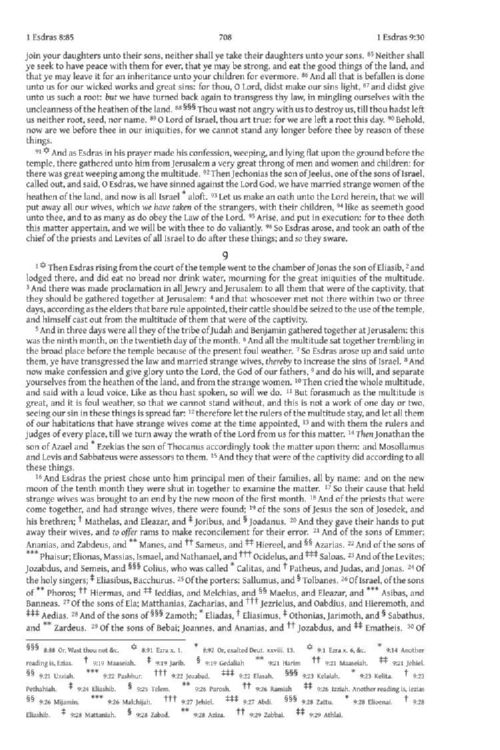 1 Esdras 8:85 708 1 Esdras 9:30
join your daughters unto their sons, neither shall ye take their daughters unto your sons. 85 Neither shall
ye seek to have peace with them for ever, that ye may be strong, and eat the good things of the land, and
that ye may leave it for an inheritance unto your children for evermore. 86 And all that is befallen is done
unto us for our wicked works and great sins: for thou, O Lord, didst make our sins light, 87 and didst give
unto us such a root: but we have turned back again to transgress thy law, in mingling ourselves with the
uncleanness of the heathen of the land. 88 §§§ Thou wast not angry with us to destroy us, till thou hadst left
us neither root, seed, nor name. 89 O Lord of Israel, thou art true: for we are left a root this day. 90 Behold,
now are we before thee in our iniquities, for we cannot stand any longer before thee by reason of these
things.
91 ✡ And as Esdras in his prayer made his confession, weeping, and lying flat upon the ground before the
temple, there gathered unto him from Jerusalem a very great throng of men and women and children: for
there was great weeping among the multitude. 92 Then Jechonias the son of Jeelus, one of the sons of Israel,
called out, and said, O Esdras, we have sinned against the Lord God, we have married strange women of the
heathen of the land, and now is all Israel * aloft. 93 Let us make an oath unto the Lord herein, that we will
put away all our wives, which we have taken of the strangers, with their children, 94 like as seemeth good
unto thee, and to as many as do obey the Law of the Lord. 95 Arise, and put in execution: for to thee doth
this matter appertain, and we will be with thee to do valiantly. 96 So Esdras arose, and took an oath of the
chief of the priests and Levites of all Israel to do after these things; and so they sware.
9
1 ✡ Then Esdras rising from the court of the temple went to the chamber of Jonas the son of Eliasib, 2 and
lodged there, and did eat no bread nor drink water, mourning for the great iniquities of the multitude.
3 And there was made proclamation in all Jewry and Jerusalem to all them that were of the captivity, that
they should be gathered together at Jerusalem: 4 and that whosoever met not there within two or three
days, according as the elders that bare rule appointed, their cattle should be seized to the use of the temple,
and himself cast out from the multitude of them that were of the captivity.
5 And in three days were all they of the tribe of Judah and Benjamin gathered together at Jerusalem: this
was the ninth month, on the twentieth day of the month. 6 And all the multitude sat together trembling in
the broad place before the temple because of the present foul weather. 7 So Esdras arose up and said unto
them, ye have transgressed the law and married strange wives, thereby to increase the sins of Israel. 8 And
now make confession and give glory unto the Lord, the God of our fathers, 9 and do his will, and separate
yourselves from the heathen of the land, and from the strange women. 10 Then cried the whole multitude,
and said with a loud voice, Like as thou hast spoken, so will we do. 11 But forasmuch as the multitude is
great, and it is foul weather, so that we cannot stand without, and this is not a work of one day or two,
seeing our sin in these things is spread far: 12 therefore let the rulers of the multitude stay, and let all them
of our habitations that have strange wives come at the time appointed, 13 and with them the rulers and
judges of every place, till we turn away the wrath of the Lord from us for this matter. 14 Then Jonathan the
son of Azael and * Ezekias the son of Thocanus accordingly took the matter upon them: and Mosollamus
and Levis and Sabbateus were assessors to them. 15 And they that were of the captivity did according to all
these things.
16 And Esdras the priest chose unto him principal men of their families, all by name: and on the new
moon of the tenth month they were shut in together to examine the matter. 17 So their cause that held
strange wives was brought to an end by the new moon of the first month. 18 And of the priests that were
come together, and had strange wives, there were found; 19 of the sons of Jesus the son of Josedek, and
his brethren; † Mathelas, and Eleazar, and ‡ Joribus, and § Joadanus. 20 And they gave their hands to put
away their wives, and to offer rams to make reconcilement for their error. 21 And of the sons of Emmer;
Ananias, and Zabdeus, and ** Manes, and †† Sameus, and ‡‡ Hiereel, and §§ Azarias. 22 And of the sons of
*** Phaisur; Elionas, Massias, Ismael, and Nathanael, and ††† Ocidelus, and ‡‡‡ Saloas. 23 And of the Levites;
Jozabdus, and Semeis, and §§§ Colius, who was called * Calitas, and † Patheus, and Judas, and Jonas. 24 Of
the holy singers; ‡ Eliasibus, Bacchurus. 25 Of the porters: Sallumus, and § Tolbanes. 26 Of Israel, of the sons
of ** Phoros; †† Hiermas, and ‡‡ Ieddias, and Melchias, and §§ Maelus, and Eleazar, and *** Asibas, and
Banneas. 27 Of the sons of Ela; Matthanias, Zacharias, and ††† Jezrielus, and Oabdius, and Hieremoth, and
‡‡‡ Aedias. 28 And of the sons of §§§ Zamoth; * Eliadas, † Eliasimus, ‡ Othonias, Jarimoth, and § Sabathus,
and ** Zardeus. 29 Of the sons of Bebai; Joannes, and Ananias, and †† Jozabdus, and ‡‡ Ematheis. 30 Of
§§§ 8:88 Or, Wast thou not &c. ✡ 8:91 Ezra x. 1. * 8:92 Or, exalted Deut. xxviii. 13. ✡ 9:1 Ezra x. 6, &c. * 9:14 Another
reading is, Ezias. † 9:19 Maaseiah. ‡ 9:19 Jarib. § 9:19 Gedaliah ** 9:21 Harim †† 9:21 Maaseiah. ‡‡ 9:21 Jehiel.
§§ 9:21 Uzziah. *** 9:22 Pashhur. ††† 9:22 Jozabad. ‡‡‡ 9:22 Elasah. §§§ 9:23 Kelaiah. * 9:23 Kelita. † 9:23
Pethahiah. ‡ 9:24 Eliashib. § 9:25 Telem. ** 9:26 Parosh. †† 9:26 Ramiah ‡‡ 9:26 Izziah. Another reading is, Iezias
§§ 9:26 Mijamin. *** 9:26 Malchijah. ††† 9:27 Jehiel. ‡‡‡ 9:27 Abdi. §§§ 9:28 Zattu. * 9:28 Elioenai. † 9:28
Eliashib. ‡ 9:28 Mattaniah. § 9:28 Zabad. ** 9:28 Aziza. †† 9:29 Zabbai. ‡‡ 9:29 Athlai.